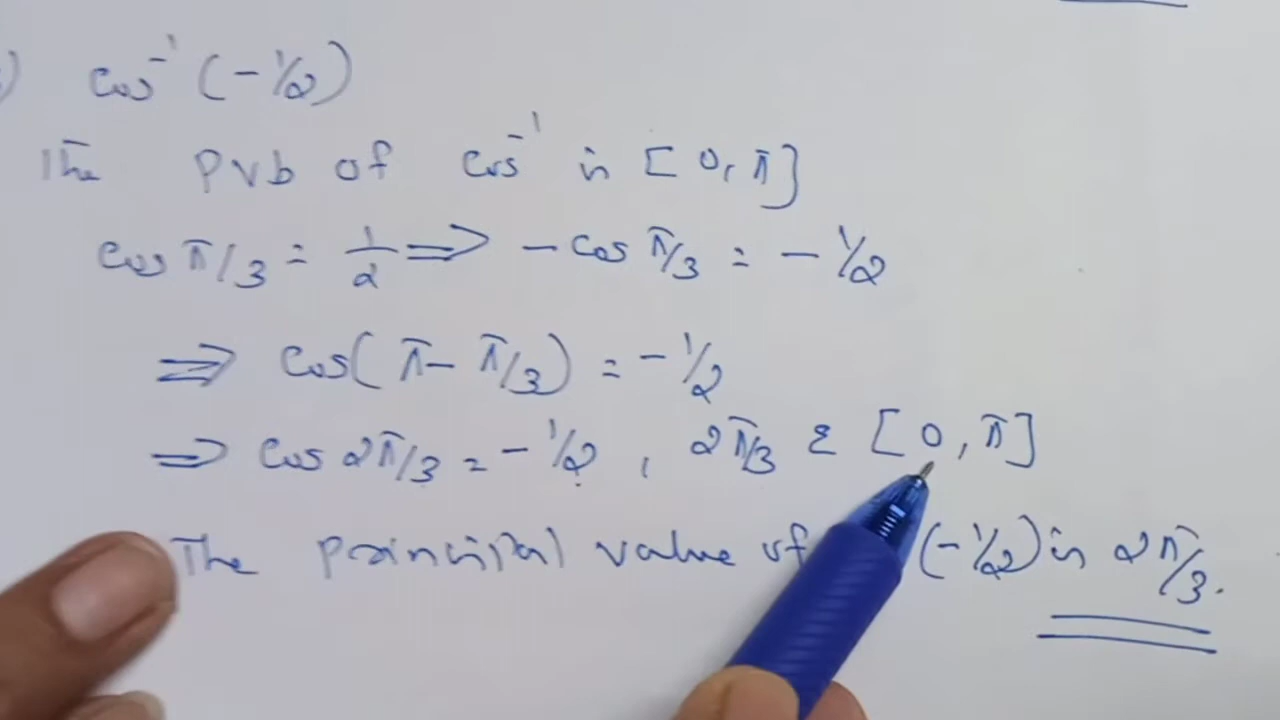 ) cos⁻¹ (-1/2)
The PVb of cos⁻¹ is [0, π]
cos π/3 = 1/2 ⇒ - cos π/3 = - 1/2
⇒ cos(π - π/3) = - 1/2
⇒ cos 2π/3 = - 1/2 , 2π/3 ε [0, π]
The principal value of (-1/2) is 2π/3.